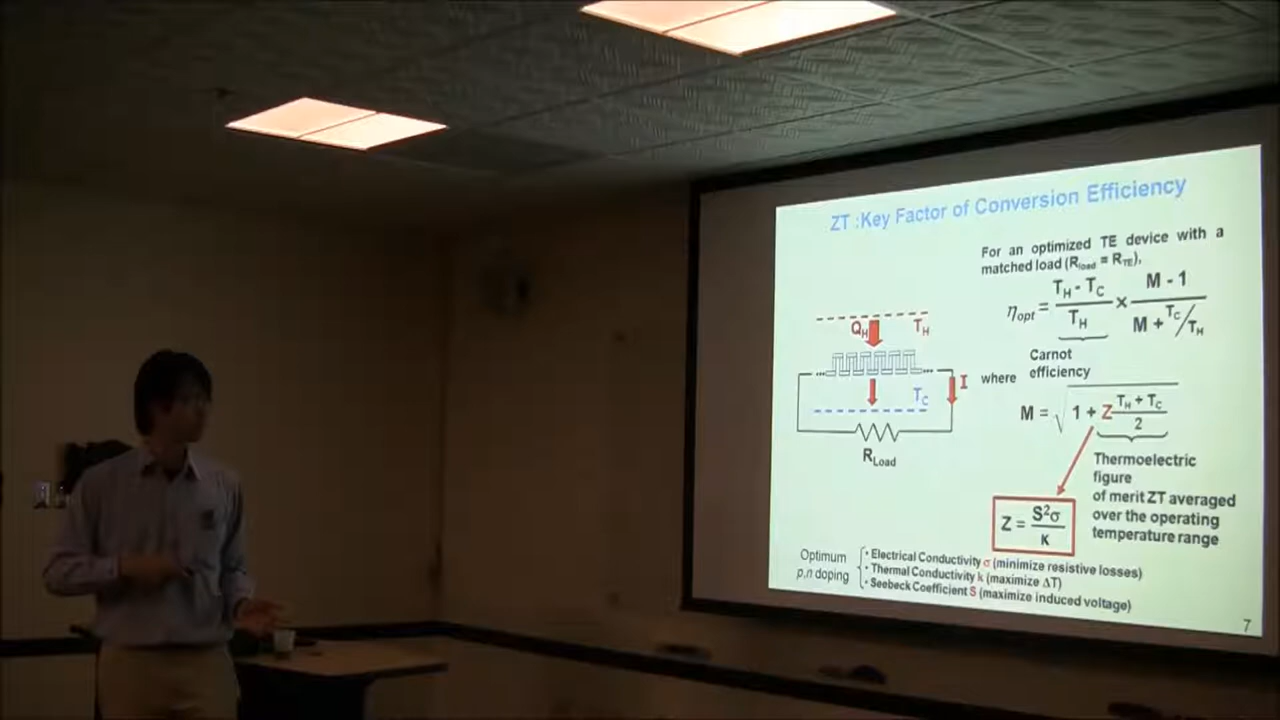 ZT :Key Factor of Conversion Efficiency
For an optimized TE device with a
matched load (R_load = R_TE),
η_opt = (T_H - T_C)/T_H × (M - 1)/(M + T_C/T_H)
Carnot
efficiency
where
M = √(1 + Z (T_H + T_C)/2)
Q_H
T_H
I
T_C
R_Load
Thermoelectric
figure
of merit ZT averaged
over the operating
temperature range
Z = S²σ/κ
Optimum
p,n doping
• Electrical Conductivity σ (minimize resistive losses)
• Thermal Conductivity k (maximize ΔT)
• Seebeck Coefficient S (maximize induced voltage)
7